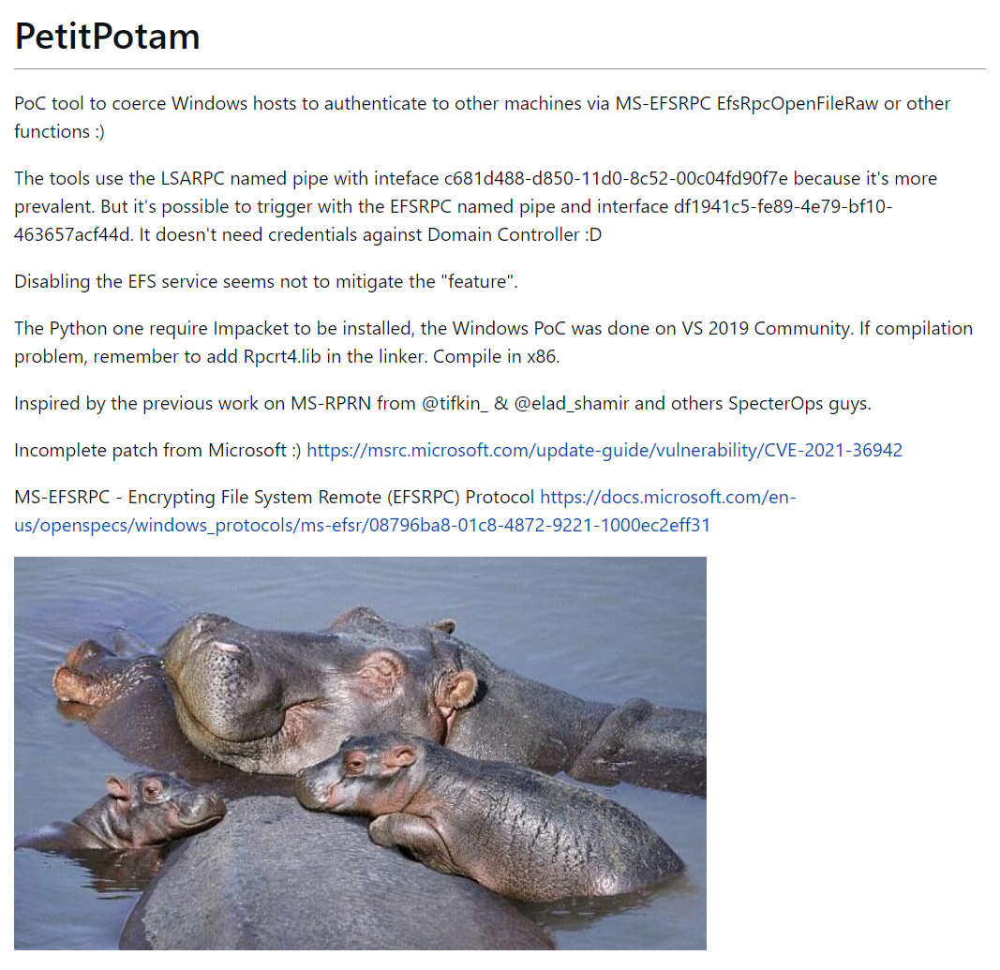 PetitPotam
PoC tool to coerce Windows hosts to authenticate to other machines via MS-EFSRPC EfsRpcOpenFileRaw or other
functions :)
The tools use the LSARPC named pipe with inteface c681d488-d850-11d0-8c52-00c04fd90f7e because it's more
prevalent. But it's possible to trigger with the EFSRPC named pipe and interface df1941c5-fe89-4e79-bf10-
463657acf44d. It doesn't need credentials against Domain Controller :D
Disabling the EFS service seems not to mitigate the "feature".
The Python one require Impacket to be installed, the Windows PoC was done on VS 2019 Community. If compilation
problem, remember to add Rpcrt4.lib in the linker. Compile in x86.
Inspired by the previous work on MS-RPRN from @tifkin_ & @elad_shamir and others SpecterOps guys.
Incomplete patch from Microsoft :) https://msrc.microsoft.com/update-guide/vulnerability/CVE-2021-36942
MS-EFSRPC - Encrypting File System Remote (EFSRPC) Protocol https://docs.microsoft.com/en-
us/openspecs/windows_protocols/ms-efsr/08796ba8-01c8-4872-9221-1000ec2eff31